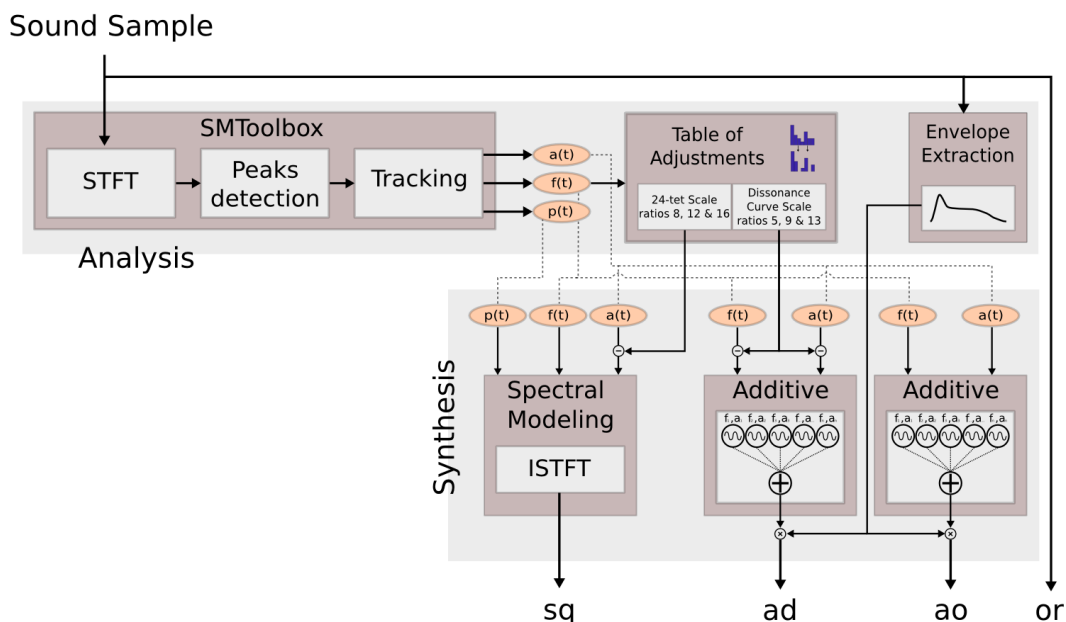 Sound Sample
SMToolbox
STFT
Peaks
detection
Tracking
a(t)
f(t)
p(t)
Table of
Adjustments
24-tet Scale
ratios 8, 12 & 16
Dissonance
Curve Scale
ratios 5, 9 & 13
Envelope
Extraction
Analysis
Synthesis
p(t)
f(t)
a(t)
f(t)
a(t)
f(t)
a(t)
Spectral
Modeling
ISTFT
Additive
Additive
sq
ad
ao
or